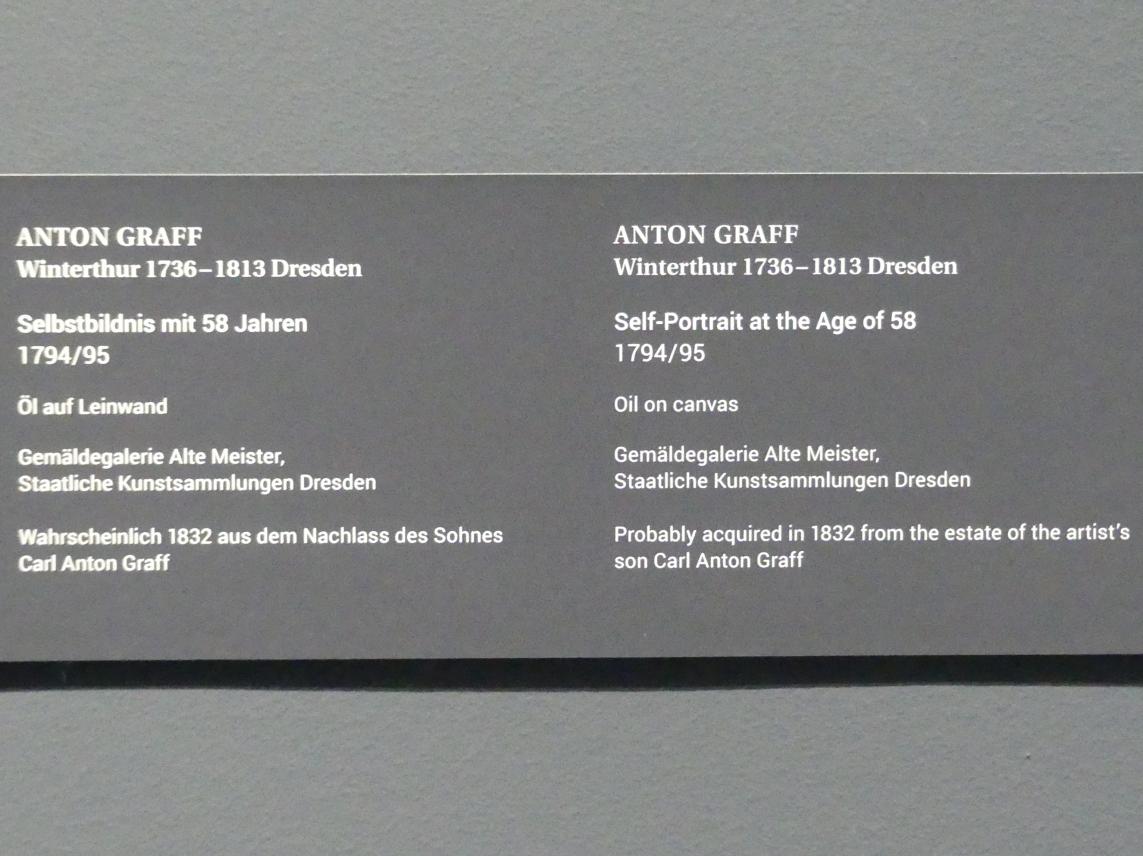 ANTON GRAFF
Winterthur 1736–1813 Dresden
Selbstbildnis mit 58 Jahren
1794/95
Öl auf Leinwand
Gemäldegalerie Alte Meister,
Staatliche Kunstsammlungen Dresden
Wahrscheinlich 1832 aus dem Nachlass des Sohnes
Carl Anton Graff
ANTON GRAFF
Winterthur 1736–1813 Dresden
Self-Portrait at the Age of 58
1794/95
Oil on canvas
Gemäldegalerie Alte Meister,
Staatliche Kunstsammlungen Dresden
Probably acquired in 1832 from the estate of the artist's
son Carl Anton Graff